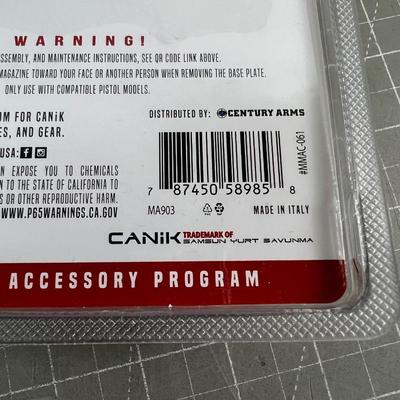 WARNING!
ASSEMBLY, AND MAINTENANCE INSTRUCTIONS, SEE QR CODE LINK ABOVE.
MAGAZINE TOWARD YOUR FACE OR ANOTHER PERSON WHEN REMOVING THE BASE PLATE.
ONLY USE WITH COMPATIBLE PISTOL MODELS.
OM FOR CANiK
ES, AND GEAR.
USA:
N EXPOSE YOU TO CHEMICALS
N TO THE STATE OF CALIFORNIA TO
S OR OTHER REPRODUCTIVE HARM.
WWW.P65WARNINGS.CA.GOV
DISTRIBUTED BY: CENTURY ARMS
#MMAC-061
7 87450 58985 8
MA903 MADE IN ITALY
CANiK TRADEMARK OF
SAMSUN YURT SAVUNMA
ACCESSORY PROGRAM